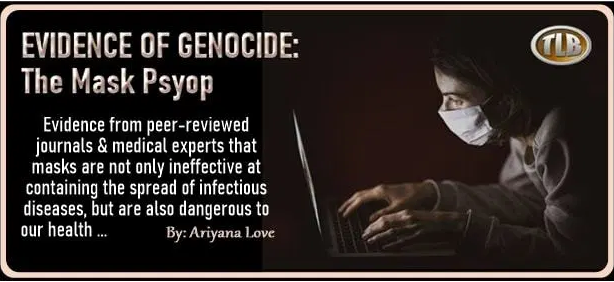 EVIDENCE OF GENOCIDE:
The Mask Psyop
TLB
Evidence from peer-reviewed
journals & medical experts that
masks are not only ineffective at
containing the spread of infectious
diseases, but are also dangerous to
our health ...
By: Ariyana Love